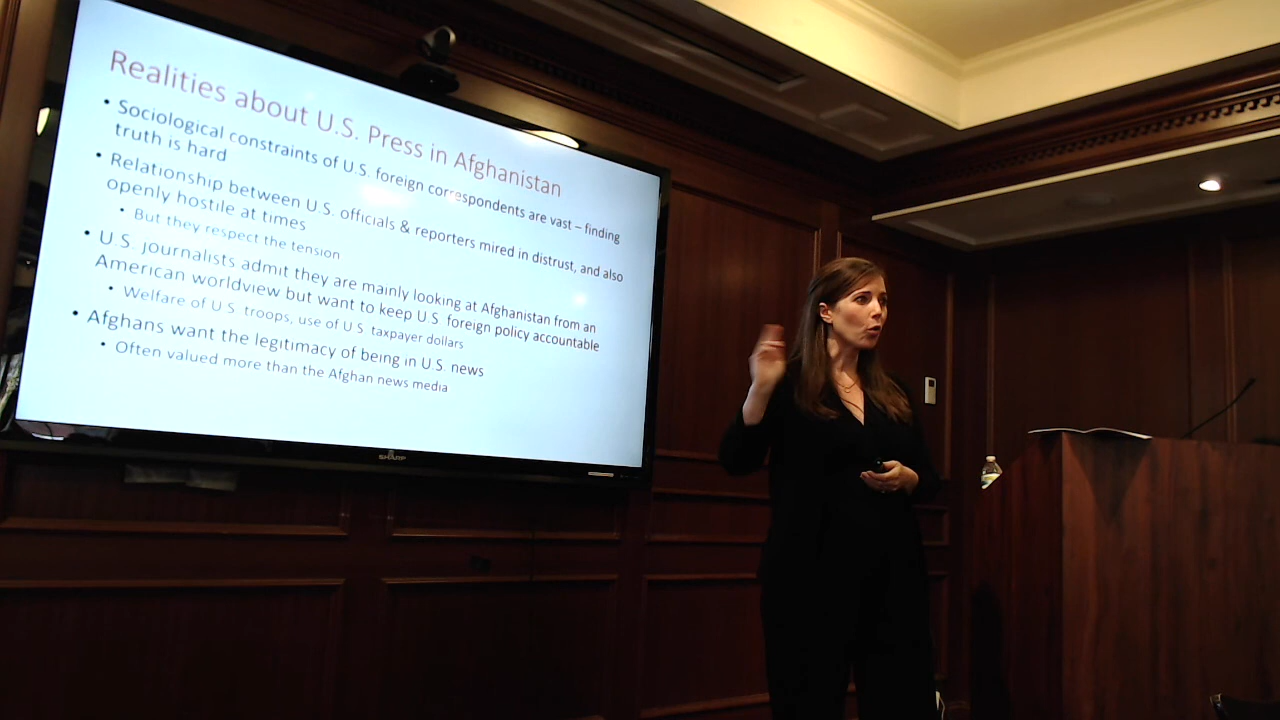 Realities about U.S. Press in Afghanistan
• Sociological constraints of U.S. foreign correspondents are vast – finding
truth is hard
• Relationship between U.S. officials & reporters mired in distrust, and also
openly hostile at times
• But they respect the tension
• U.S. journalists admit they are mainly looking at Afghanistan from an
American worldview but want to keep U.S. foreign policy accountable
• Welfare of U.S. troops, use of U.S taxpayer dollars
• Afghans want the legitimacy of being in U.S. news
• Often valued more than the Afghan news media
SHARP